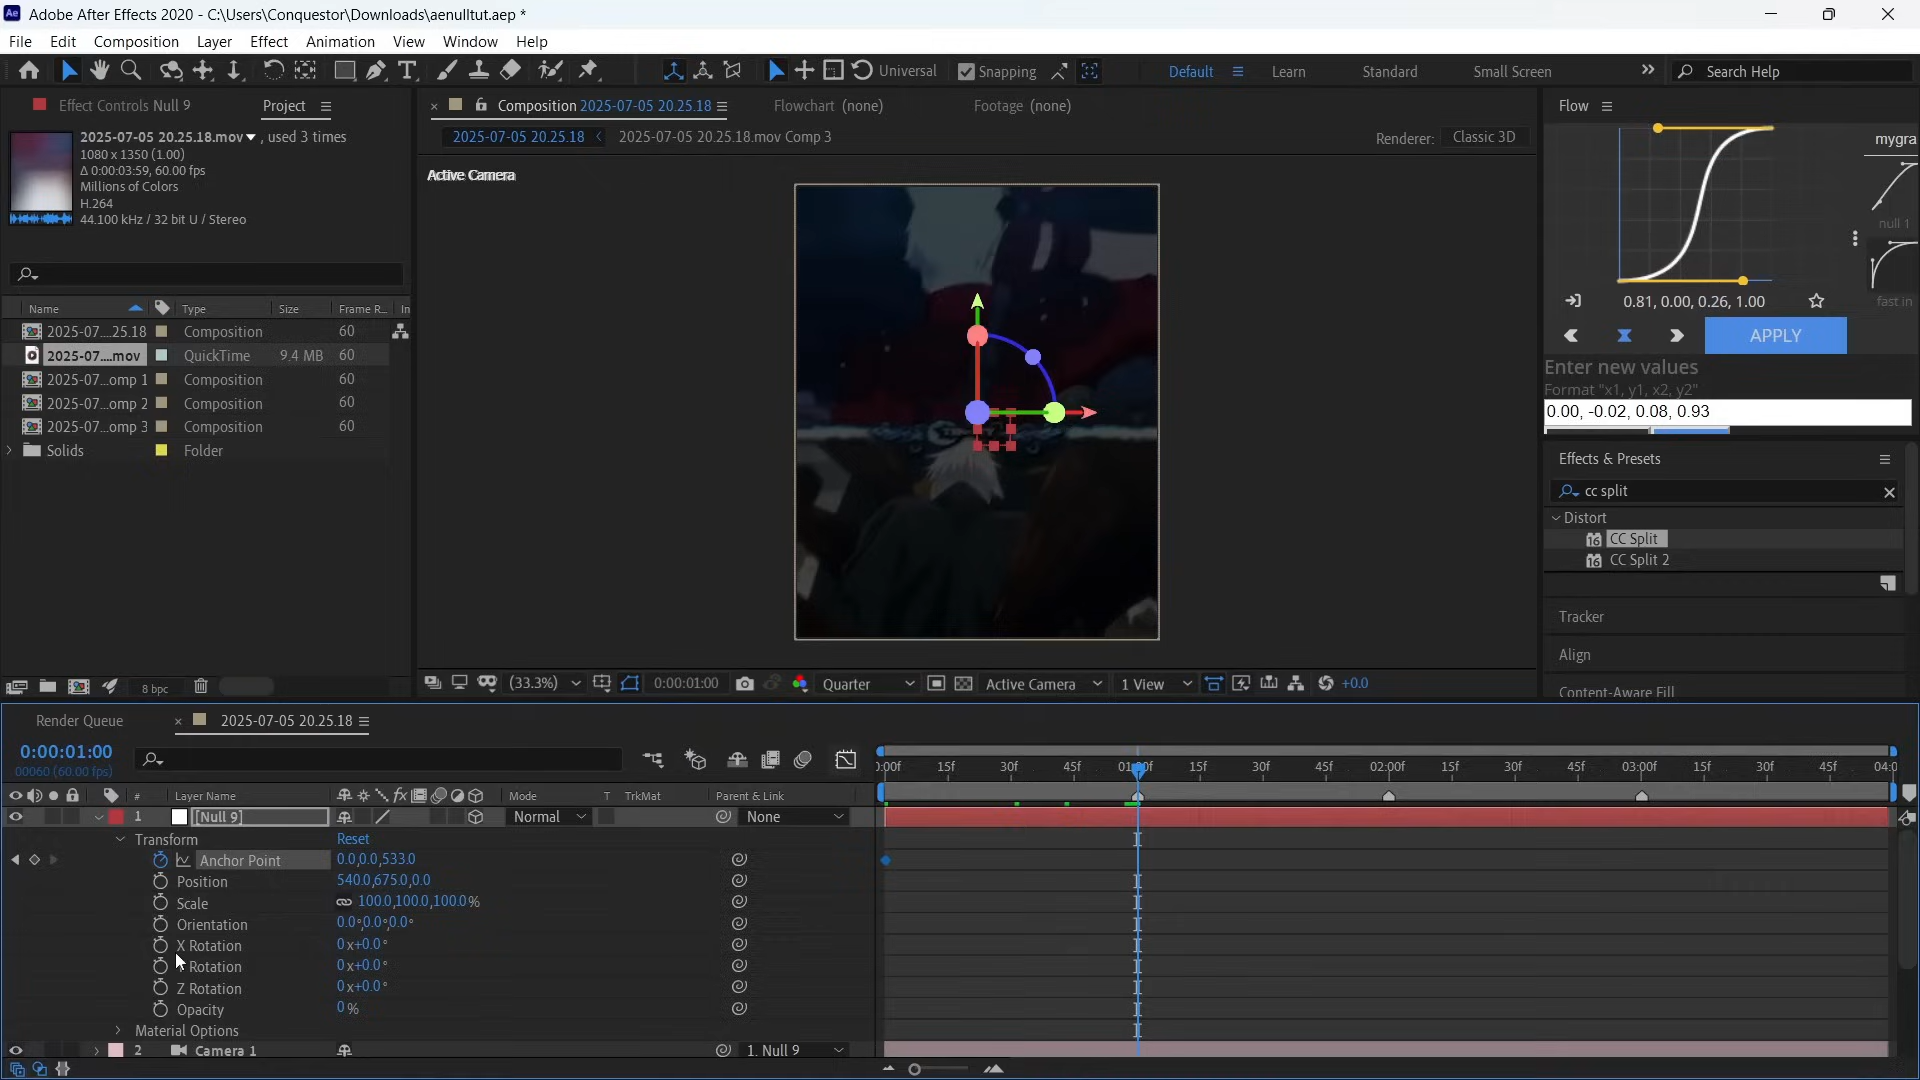 Adobe After Effects 2020 - C:\Users\Conquestor\Downloads\aenulltut.aep *
File Edit Composition Layer Effect Animation View Window Help
Universal Snapping Default Learn Standard Small Screen Search Help
Effect Controls Null 9 Project
2025-07-05 20.25.18.mov , used 3 times
1080 x 1350 (1.00)
Δ 0:00:03:59, 60.00 fps
Millions of Colors
H.264
44.100 kHz / 32 bit U / Stereo
Name Type Size Frame R... In
2025-07....25.18 Composition 60
2025-07....mov QuickTime 9.4 MB 60
2025-07...omp 1 Composition 60
2025-07...omp 2 Composition 60
2025-07...omp 3 Composition 60
Solids Folder
8 bpc
Composition 2025-07-05 20.25.18 Flowchart (none) Footage (none)
2025-07-05 20.25.18 2025-07-05 20.25.18.mov Comp 3 Renderer: Classic 3D
Active Camera
(33.3%) 0:00:01:00 Quarter Active Camera 1 View +0.0
Flow
mygra
null 1
0.81, 0.00, 0.26, 1.00 fast in
APPLY
Enter new values
Format "x1, y1, x2, y2"
0.00, -0.02, 0.08, 0.93
Effects & Presets
cc split
Distort
16 CC Split
16 CC Split 2
Tracker
Align
Content-Aware Fill
Render Queue 2025-07-05 20.25.18
0:00:01:00
00060 (60.00 fps)
):00f 15f 30f 45f 01:00f 15f 30f 45f 02:00f 15f 30f 45f 03:00f 15f 30f 45f 04:0
# Layer Name Mode T TrkMat Parent & Link
1 [Null 9] Normal None
Transform Reset
Anchor Point 0.0,0.0,533.0
Position 540.0,675.0,0.0
Scale 100.0,100.0,100.0%
Orientation 0.0°,0.0°,0.0°
X Rotation 0x+0.0°
Rotation 0x+0.0°
Z Rotation 0x+0.0°
Opacity 0%
Material Options
2 Camera 1 1. Null 9